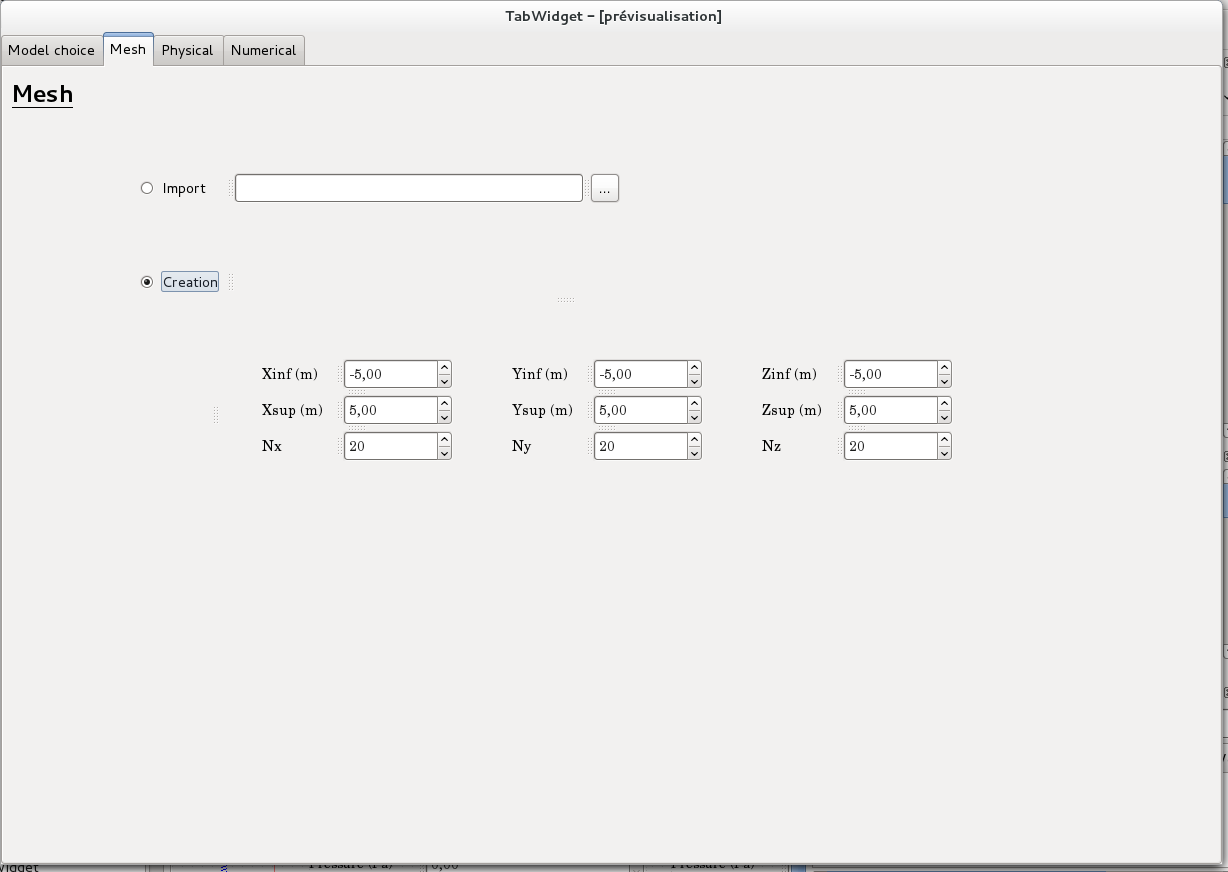 TabWidget - [prévisualisation]
Model choice Mesh Physical Numerical
Mesh
Import ...
Creation
Xinf (m) -5,00 Yinf (m) -5,00 Zinf (m) -5,00
Xsup (m) 5,00 Ysup (m) 5,00 Zsup (m) 5,00
Nx 20 Ny 20 Nz 20